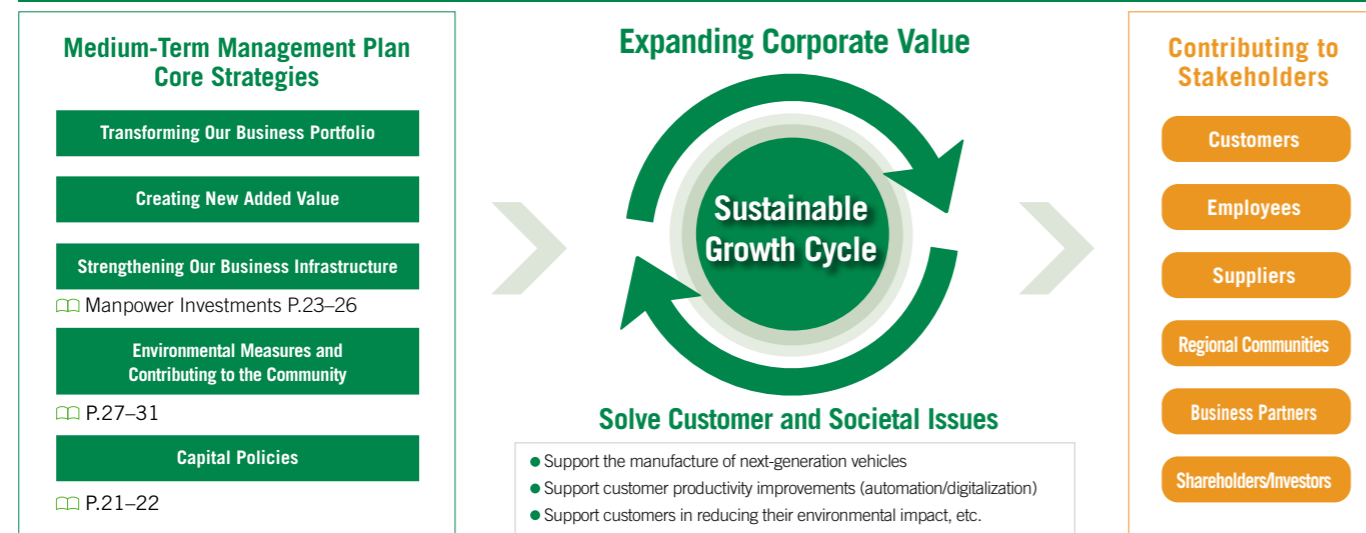 Medium-Term Management Plan
Core Strategies
Transforming Our Business Portfolio
Creating New Added Value
Strengthening Our Business Infrastructure
Manpower Investments P.23–26
Environmental Measures and
Contributing to the Community
P.27–31
Capital Policies
P.21–22
Expanding Corporate Value
Sustainable
Growth Cycle
Solve Customer and Societal Issues
● Support the manufacture of next-generation vehicles
● Support customer productivity improvements (automation/digitalization)
● Support customers in reducing their environmental impact, etc.
Contributing to
Stakeholders
Customers
Employees
Suppliers
Regional Communities
Business Partners
Shareholders/Investors